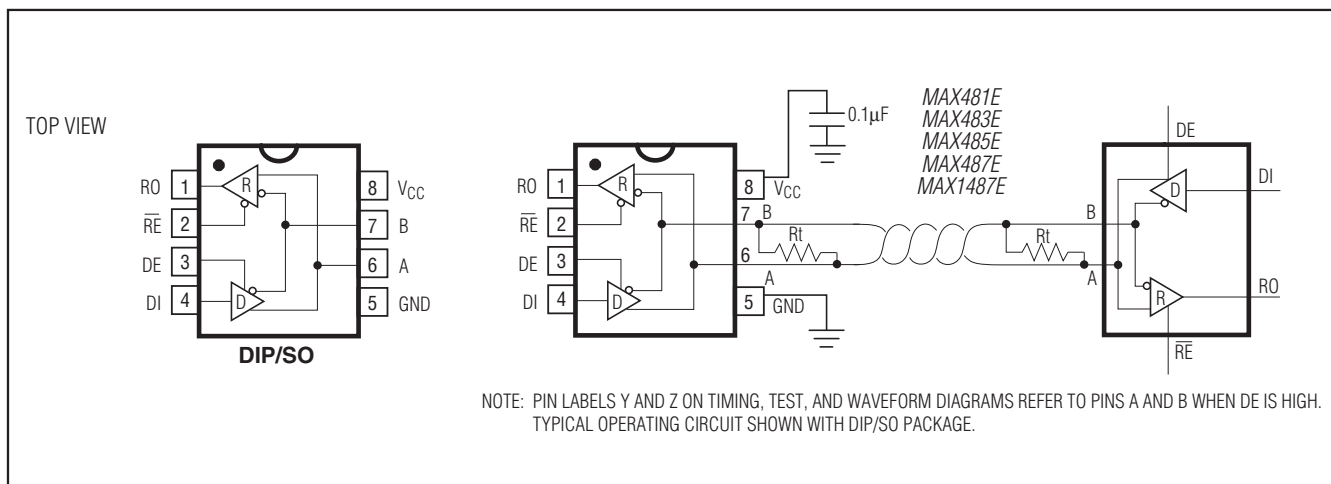 TOP VIEW
RO 1
R
8 VCC
RE 2
7 B
DE 3
6 A
DI 4
D
5 GND
DIP/SO
0.1μF
MAX481E
MAX483E
MAX485E
MAX487E
MAX1487E
RO 1
R
8 VCC
RE 2
7 B
Rt
DE 3
6 A
DI 4
D
5 GND
DE
D
DI
B
Rt
A
R
RO
RE
NOTE: PIN LABELS Y AND Z ON TIMING, TEST, AND WAVEFORM DIAGRAMS REFER TO PINS A AND B WHEN DE IS HIGH.
TYPICAL OPERATING CIRCUIT SHOWN WITH DIP/SO PACKAGE.